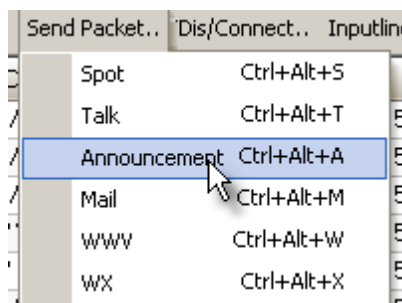 Send Packet.. Dis/Connect.. Inputlin
Spot Ctrl+Alt+S
Talk Ctrl+Alt+T
Announcement Ctrl+Alt+A
Mail Ctrl+Alt+M
WWV Ctrl+Alt+W
WX Ctrl+Alt+X